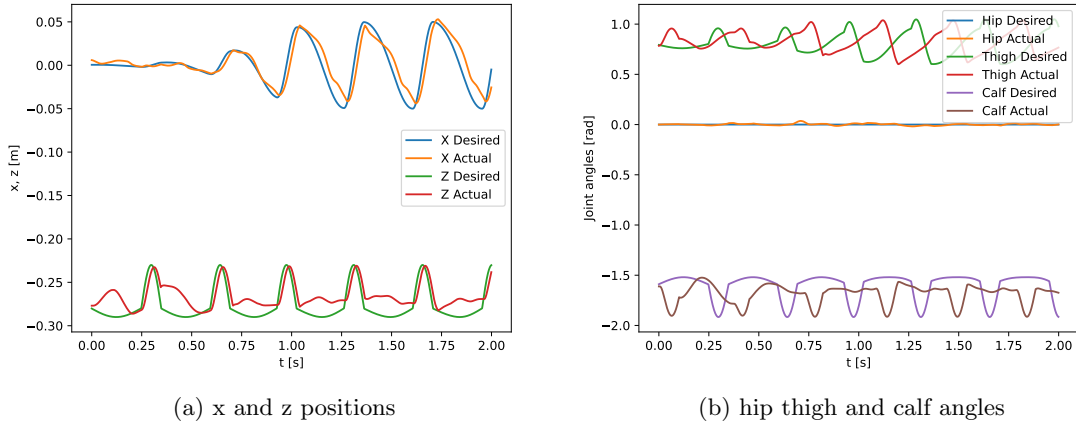 0.05
0.00
−0.05
−0.10
−0.15
−0.20
−0.25
−0.30
x, z [m]
X Desired
X Actual
Z Desired
Z Actual
0.00 0.25 0.50 0.75 1.00 1.25 1.50 1.75 2.00
t [s]
(a) x and z positions
1.0
0.5
0.0
−0.5
−1.0
−1.5
−2.0
Joint angles [rad]
Hip Desired
Hip Actual
Thigh Desired
Thigh Actual
Calf Desired
Calf Actual
0.00 0.25 0.50 0.75 1.00 1.25 1.50 1.75 2.00
t [s]
(b) hip thigh and calf angles